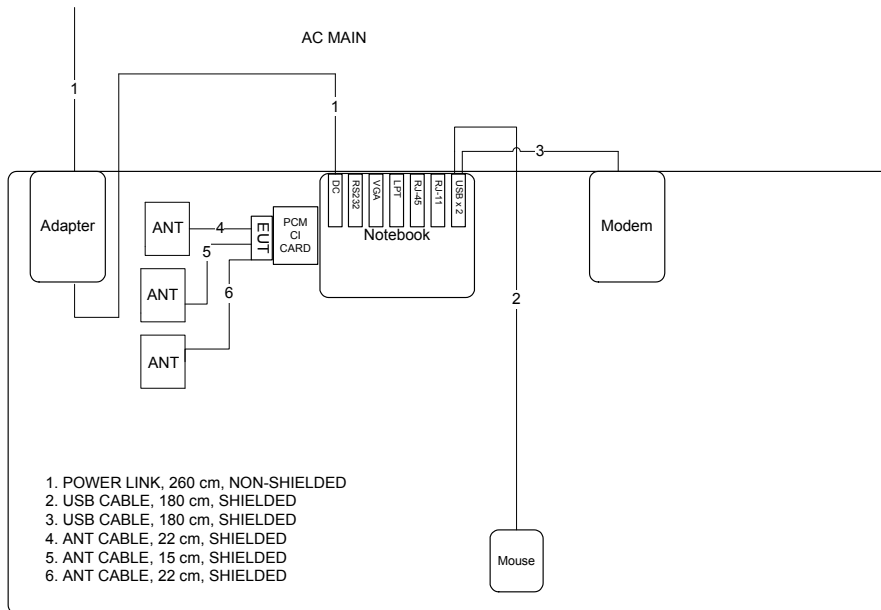 AC MAIN
1
1
3
DC
RS232
VGA
LPT
RJ-45
RJ-11
USB x 2
Adapter
ANT
4
EUT
PCM
CI
CARD
Notebook
Modem
5
ANT
6
2
ANT
1. POWER LINK, 260 cm, NON-SHIELDED
2. USB CABLE, 180 cm, SHIELDED
3. USB CABLE, 180 cm, SHIELDED
4. ANT CABLE, 22 cm, SHIELDED
5. ANT CABLE, 15 cm, SHIELDED
6. ANT CABLE, 22 cm, SHIELDED
Mouse